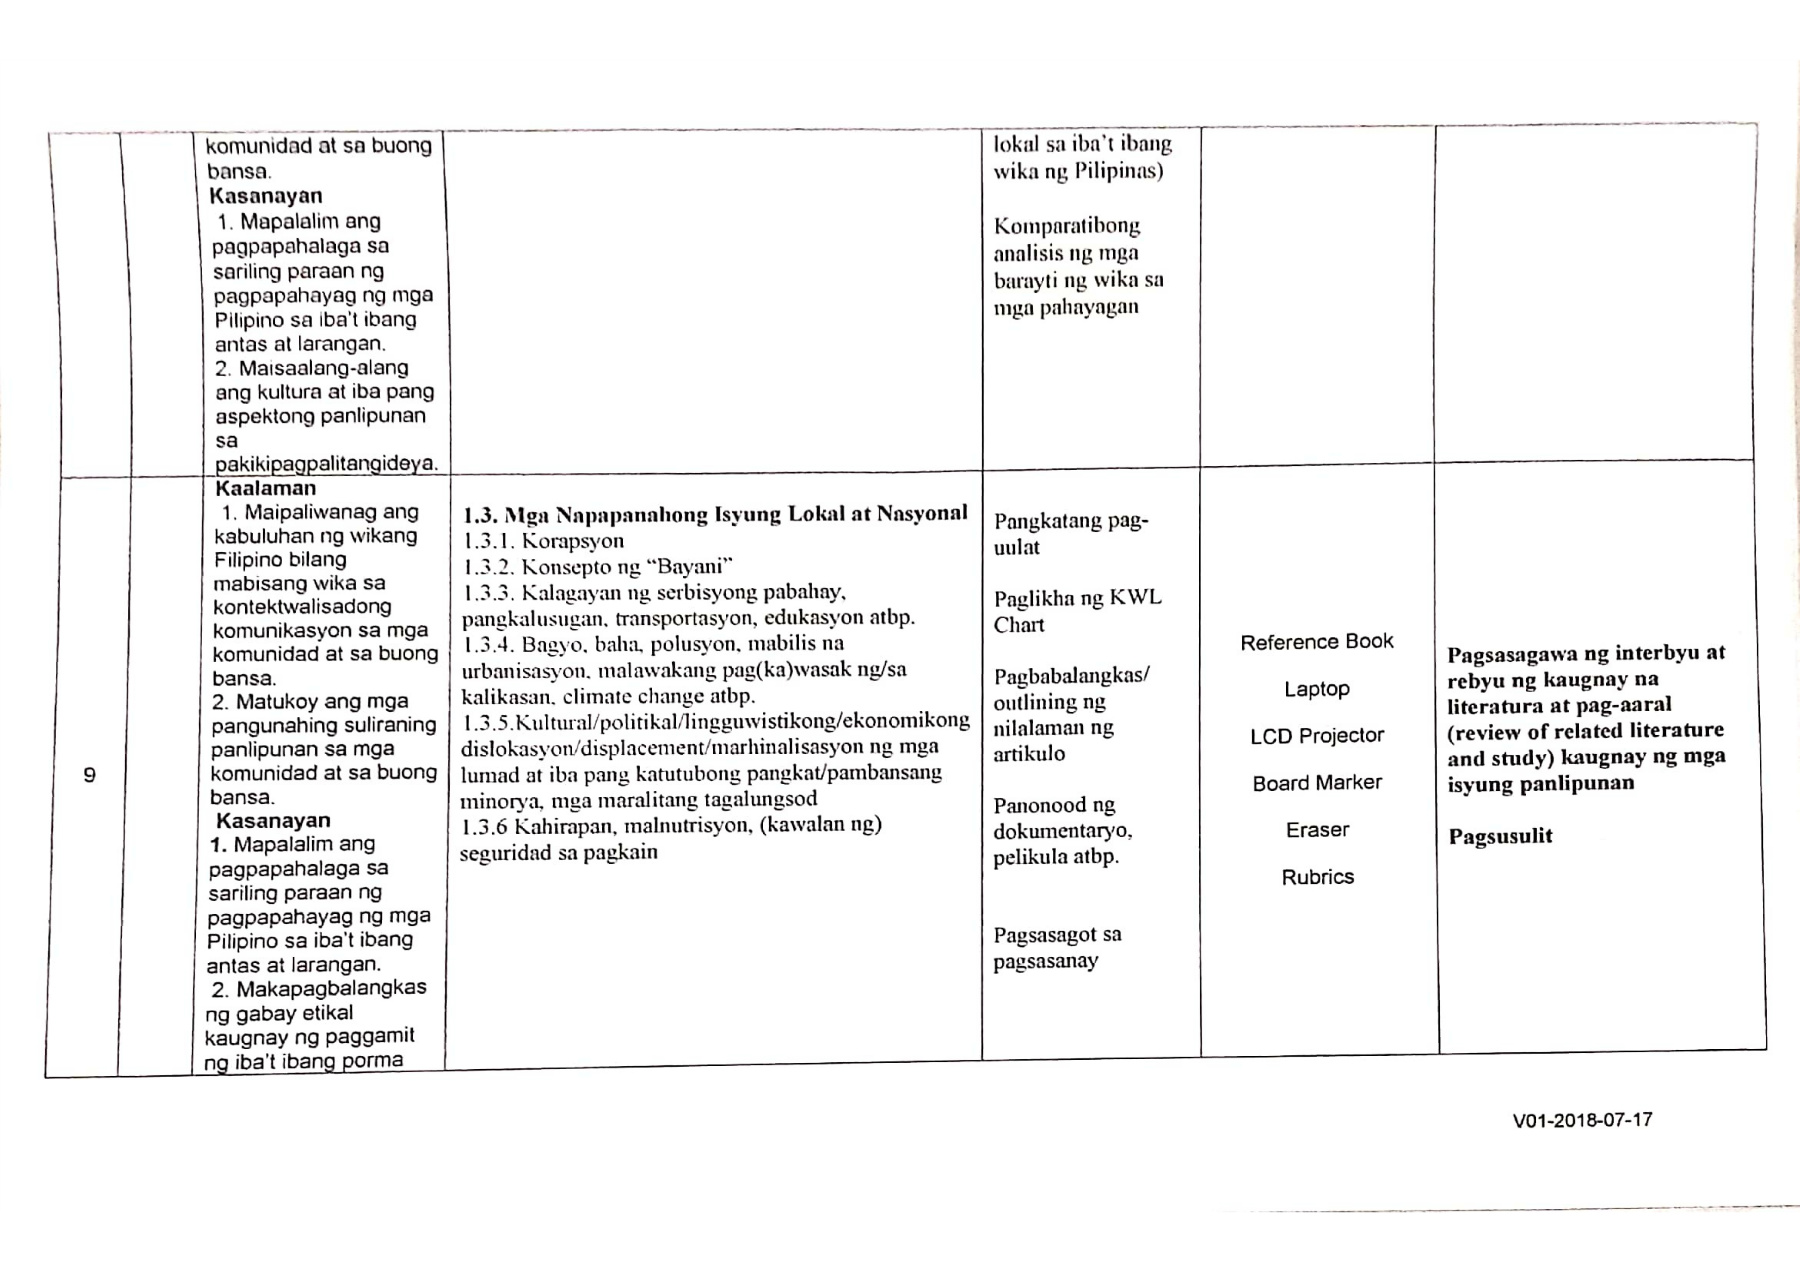 komunidad at sa buong
bansa.
Kasanayan
1. Mapalalim ang
pagpapahalaga sa
sariling paraan ng
pagpapahayag ng mga
Pilipino sa iba't ibang
antas at larangan.
2. Maisaalang-alang
ang kultura at iba pang
aspektong panlipunan
sa
pakikipagpalitangideya.
lokal sa iba't ibang
wika ng Pilipinas)
Komparatibong
analisis ng mga
barayti ng wika sa
mga pahayagan
9
Kaalaman
1. Maipaliwanag ang
kabuluhan ng wikang
Filipino bilang
mabisang wika sa
kontektwalisadong
komunikasyon sa mga
komunidad at sa buong
bansa.
2. Matukoy ang mga
pangunahing suliraning
panlipunan sa mga
komunidad at sa buong
bansa.
Kasanayan
1. Mapalalim ang
pagpapahalaga sa
sariling paraan ng
pagpapahayag ng mga
Pilipino sa iba't ibang
antas at larangan.
2. Makapagbalangkas
ng gabay etikal
kaugnay ng paggamit
ng iba't ibang porma
1.3. Mga Napapanahong Isyung Lokal at Nasyonal
1.3.1. Korapsyon
1.3.2. Konsepto ng "Bayani"
1.3.3. Kalagayan ng serbisyong pabahay,
pangkalusugan, transportasyon, edukasyon atbp.
1.3.4. Bagyo, baha, polusyon, mabilis na
urbanisasyon, malawakang pag(ka)wasak ng/sa
kalikasan, climate change atbp.
1.3.5.Kultural/politikal/lingguwistikong/ekonomikong
dislokasyon/displacement/marhinalisasyon ng mga
lumad at iba pang katutubong pangkat/pambansang
minorya, mga maralitang tagalungsod
1.3.6 Kahirapan, malnutrisyon, (kawalan ng)
seguridad sa pagkain
Pangkatang pag-
uulat
Paglikha ng KWL
Chart
Pagbabalangkas/
outlining ng
nilalaman ng
artikulo
Panonood ng
dokumentaryo,
pelikula atbp.
Pagsasagot sa
pagsasanay
Reference Book
Laptop
LCD Projector
Board Marker
Eraser
Rubrics
Pagsasagawa ng interbyu at
rebyu ng kaugnay na
literatura at pag-aaral
(review of related literature
and study) kaugnay ng mga
isyung panlipunan
Pagsusulit
V01-2018-07-17